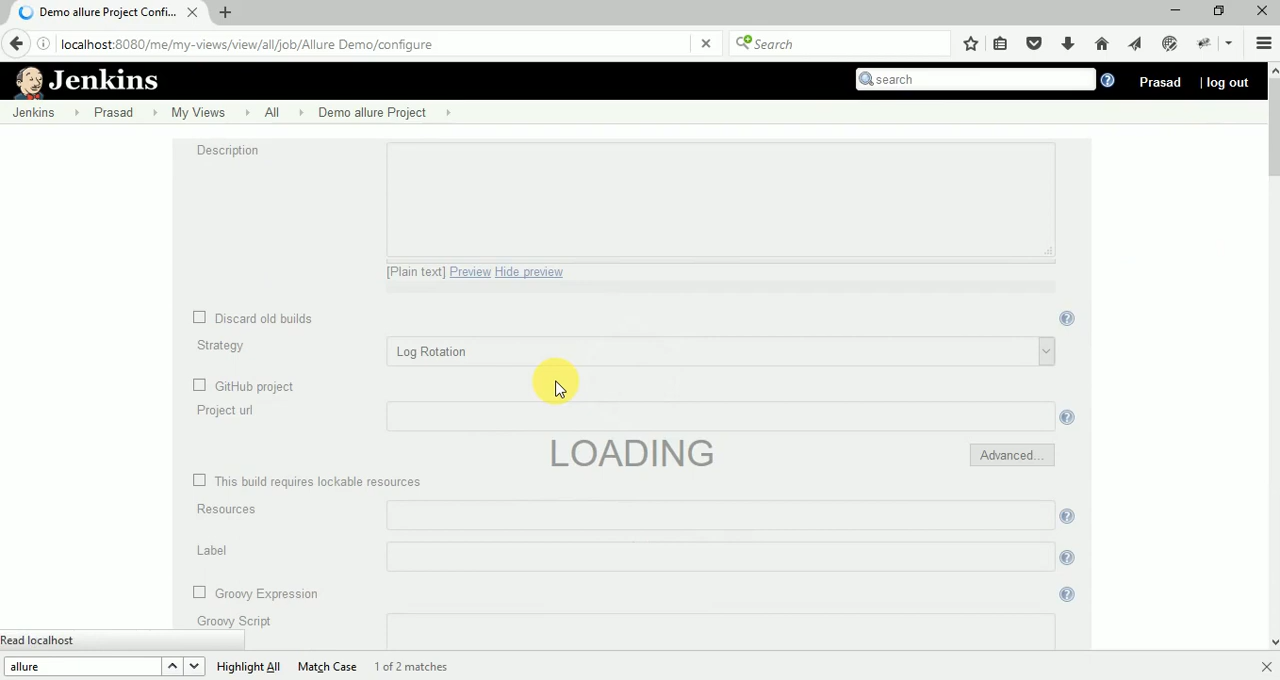 Demo allure Project Confi...
localhost:8080/me/my-views/view/all/job/Allure Demo/configure
Search
Jenkins
search
Prasad
| log out
Jenkins
Prasad
My Views
All
Demo allure Project
Description
[Plain text] Preview Hide preview
Discard old builds
Strategy
Log Rotation
GitHub project
Project url
LOADING
Advanced...
This build requires lockable resources
Resources
Label
Groovy Expression
Groovy Script
Read localhost
allure
Highlight All
Match Case
1 of 2 matches